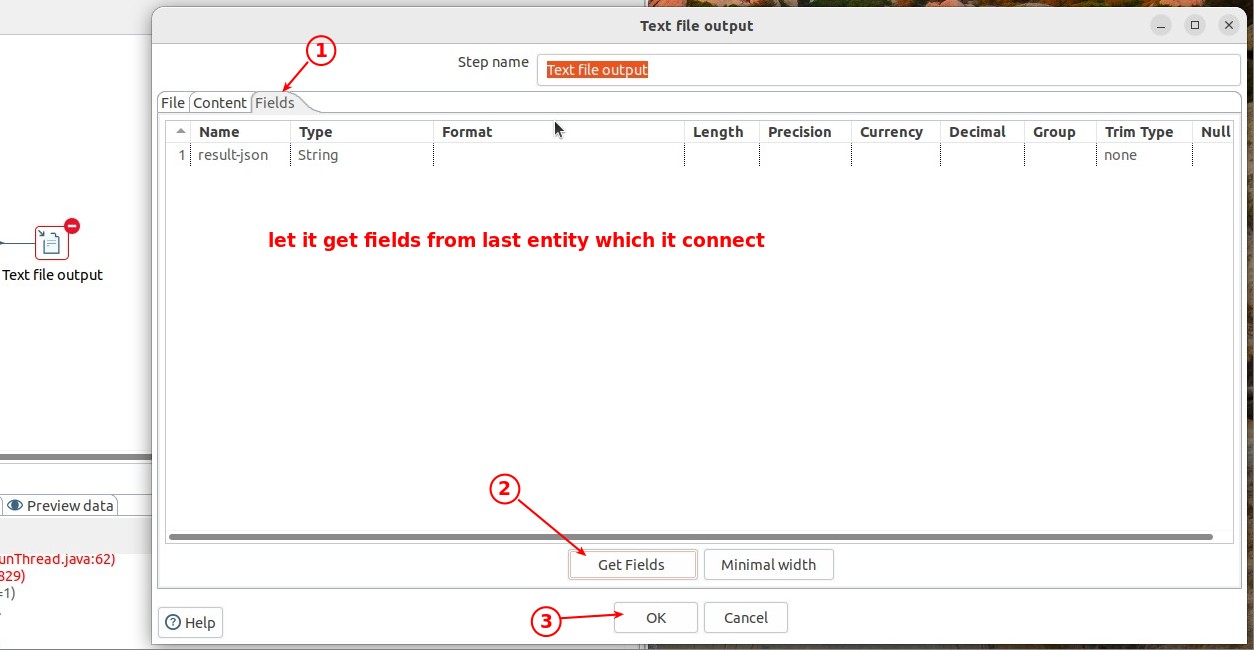 Text file output
1
Step name
Text file output
File Content Fields
Name Type Format Length Precision Currency Decimal Group Trim Type Null
1 result-json String none
let it get fields from last entity which it connect
Text file output
2
Preview data
unThread.java:62)
829)
=1)
Get Fields Minimal width
3
OK Cancel
Help